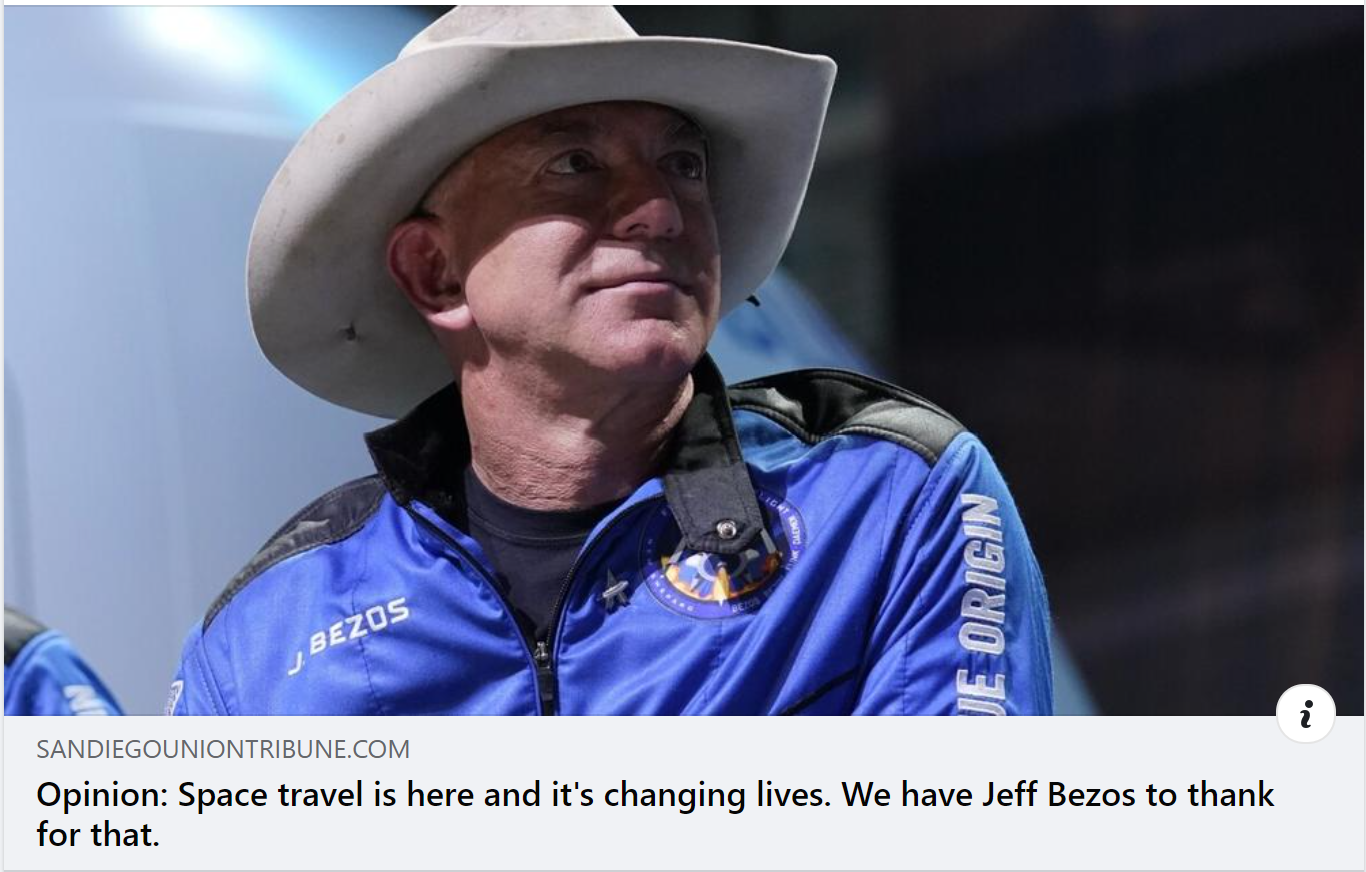 J. BEZOS
BEZOS
UE ORIGIN
SANDIEGOUNIONTRIBUNE.COM
Opinion: Space travel is here and it's changing lives. We have Jeff Bezos to thank
for that.